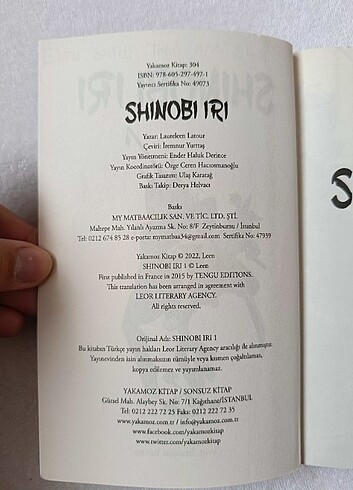 Yakamoz Kitap: 304
ISBN: 978-605-297-497-1
Yayıncı Sertifika No: 49073
SHINOBI IRI
Yazar: Laureleen Latour
Çeviri: İremnur Yurttaş
Yayın Yönetmeni: Ender Haluk Derince
Yayın Koordinatörü: Özge Ceren Hacıosmanoğlu
Grafik Tasarım: Ulaş Karatağ
Baskı Takip: Derya Helvacı
Baskı
MY MATBAACILIK SAN. VE TİC. LTD. ŞTİ.
Maltepe Mah. Yılanlı Ayazma Sk. No: 8/F Zeytinburnu / İstanbul
Tel: 0212 674 85 28 e-posta: mymatbaa34@gmail.com Sertifika No: 47939
Yakamoz Kitap © 2022, Leen
SHINOBI IRI 1 © Leen
First published in France in 2015 by TENGU EDITIONS.
This translation has been arranged in agreement with
LEOR LITERARY AGENCY.
All rights reserved.
Orijinal Adı: SHINOBI IRI 1
Bu kitabın Türkçe yayın hakları Leor Literary Agency aracılığı ile alınmıştır.
Yayınevinden izin alınmaksızın tümüyle veya kısmen çoğaltılamaz,
kopya edilemez ve yayımlanamaz.
YAKAMOZ KİTAP / SONSUZ KİTAP
Gürsel Mah. Alaybey Sk. No: 7/1 Kağıthane/İSTANBUL
Tel: 0212 222 72 25 Faks: 0212 222 72 35
www.yakamoz.com.tr / info@yakamoz.com.tr
www.facebook.com/yakamozkitap
www.twitter.com/yakamozkitap
S